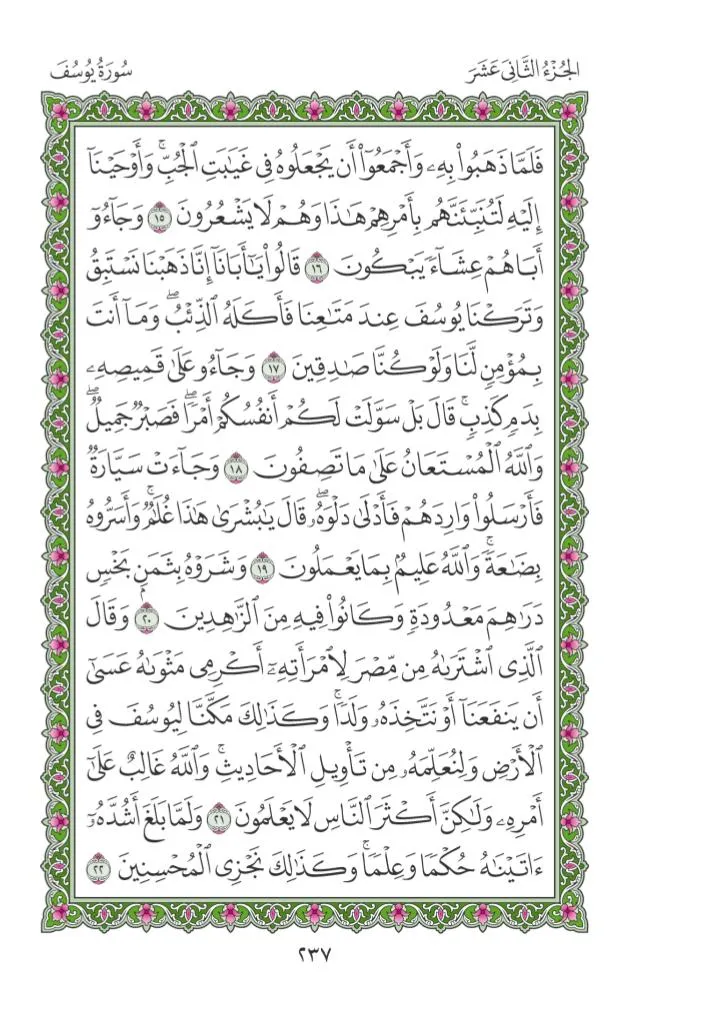 الجُزْءُ الثَّانِى عَشَرَ
سُورَةُ يُوسُفَ
فَلَمَّا ذَهَبُوا۟ بِهِۦ وَأَجْمَعُوٓا۟ أَن يَجْعَلُوهُ فِى غَيَٰبَتِ ٱلْجُبِّ ۚ وَأَوْحَيْنَآ
إِلَيْهِ لَتُنَبِّئَنَّهُم بِأَمْرِهِمْ هَٰذَا وَهُمْ لَا يَشْعُرُونَ ١٥ وَجَآءُوٓ
أَبَاهُمْ عِشَآءً يَبْكُونَ ١٦ قَالُوا۟ يَٰٓأَبَانَآ إِنَّا ذَهَبْنَا نَسْتَبِقُ
وَتَرَكْنَا يُوسُفَ عِندَ مَتَٰعِنَا فَأَكَلَهُ ٱلذِّئْبُ ۖ وَمَآ أَنتَ
بِمُؤْمِنٍ لَّنَا وَلَوْ كُنَّا صَٰدِقِينَ ١٧ وَجَآءُو عَلَىٰ قَمِيصِهِۦ
بِدَمٍ كَذِبٍ ۚ قَالَ بَلْ سَوَّلَتْ لَكُمْ أَنفُسُكُمْ أَمْرًا ۖ فَصَبْرٌ جَمِيلٌ ۖ
وَٱللَّهُ ٱلْمُسْتَعَانُ عَلَىٰ مَا تَصِفُونَ ١٨ وَجَآءَتْ سَيَّارَةٌ
فَأَرْسَلُوا۟ وَارِدَهُمْ فَأَدْلَىٰ دَلْوَهُۥ ۖ قَالَ يَٰبُشْرَىٰ هَٰذَا غُلَٰمٌ ۚ وَأَسَرُّوهُ
بِضَٰعَةً ۚ وَٱللَّهُ عَلِيمٌۢ بِمَا يَعْمَلُونَ ١٩ وَشَرَوْهُ بِثَمَنٍۭ بَخْسٍ
دَرَٰهِمَ مَعْدُودَةٍ وَكَانُوا۟ فِيهِ مِنَ ٱلزَّٰهِدِينَ ٢٠ وَقَالَ
ٱلَّذِى ٱشْتَرَىٰهُ مِن مِّصْرَ لِٱمْرَأَتِهِۦٓ أَكْرِمِى مَثْوَىٰهُ عَسَىٰٓ
أَن يَنفَعَنَآ أَوْ نَتَّخِذَهُۥ وَلَدًا ۚ وَكَذَٰلِكَ مَكَّنَّا لِيُوسُفَ فِى
ٱلْأَرْضِ وَلِنُعَلِّمَهُۥ مِن تَأْوِيلِ ٱلْأَحَادِيثِ ۚ وَٱللَّهُ غَالِبٌ عَلَىٰٓ
أَمْرِهِۦ وَلَٰكِنَّ أَكْثَرَ ٱلنَّاسِ لَا يَعْلَمُونَ ٢١ وَلَمَّا بَلَغَ أَشُدَّهُۥٓ
ءَاتَيْنَٰهُ حُكْمًا وَعِلْمًا ۚ وَكَذَٰلِكَ نَجْزِى ٱلْمُحْسِنِينَ ٢٢
٢٣٧